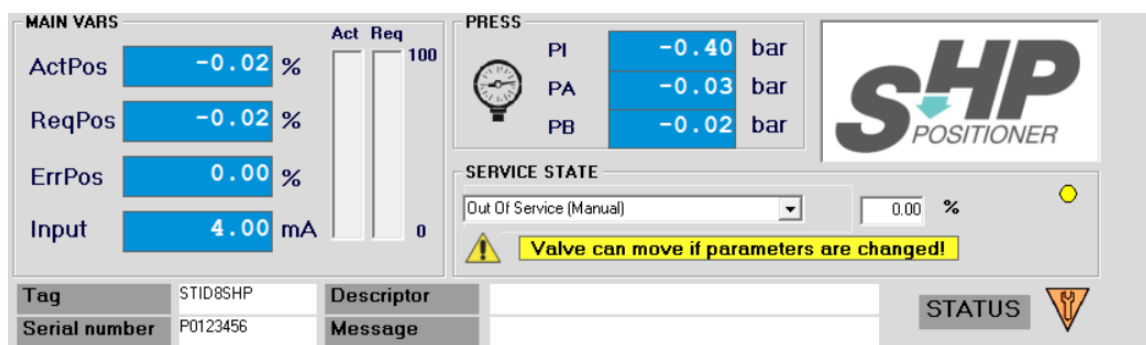 MAIN VARS
Act Req
ActPos -0.02 %
100
ReqPos -0.02 %
ErrPos 0.00 %
Input 4.00 mA
0
PRESS
PI -0.40 bar
PA -0.03 bar
PB -0.02 bar
SHP
POSITIONER
SERVICE STATE
Out Of Service (Manual) 0.00 %
Valve can move if parameters are changed!
Tag STID8SHP Descriptor
Serial number P0123456 Message
STATUS